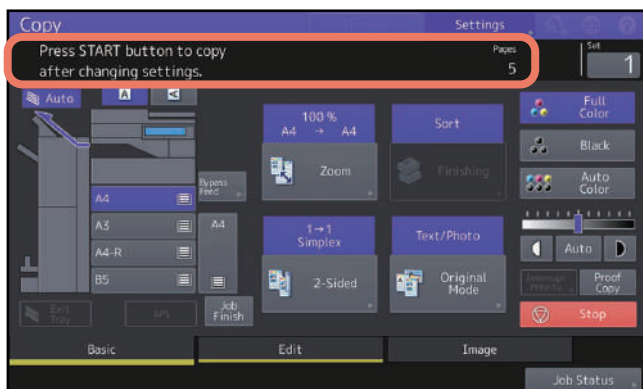 Copy
Settings
Press START button to copy
after changing settings.
Pages
5
Set
1
Auto
A
A
100 %
A4 → A4
Zoom
Sort
Finishing
Full
Color
Black
Auto
Color
Bypass
Feed
A4
A3
A4-R
B5
A4
1→1
Simplex
2-Sided
Text/Photo
Original
Mode
Auto
Interrupt
Priority
Proof
Copy
Exit
Tray
APS
Job
Finish
Stop
Basic
Edit
Image
Job Status